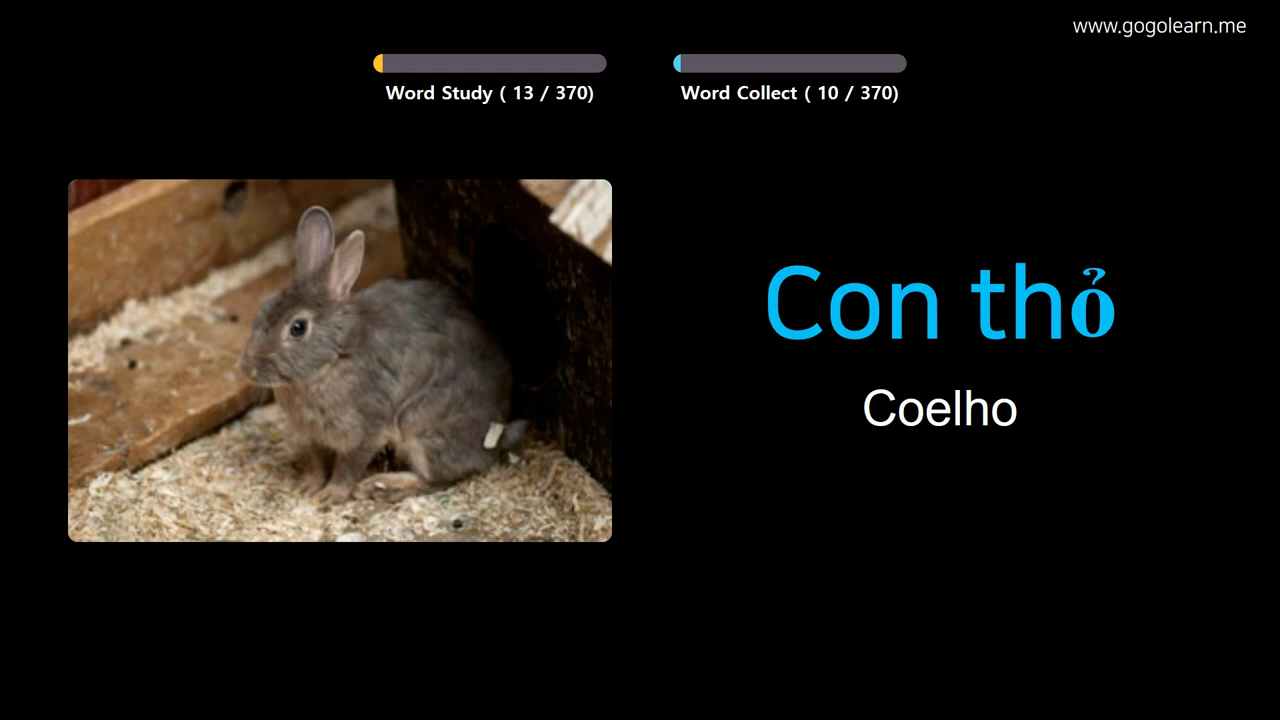 www.gogolearn.me
Word Study ( 13 / 370)
Word Collect ( 10 / 370)
Con thỏ
Coelho